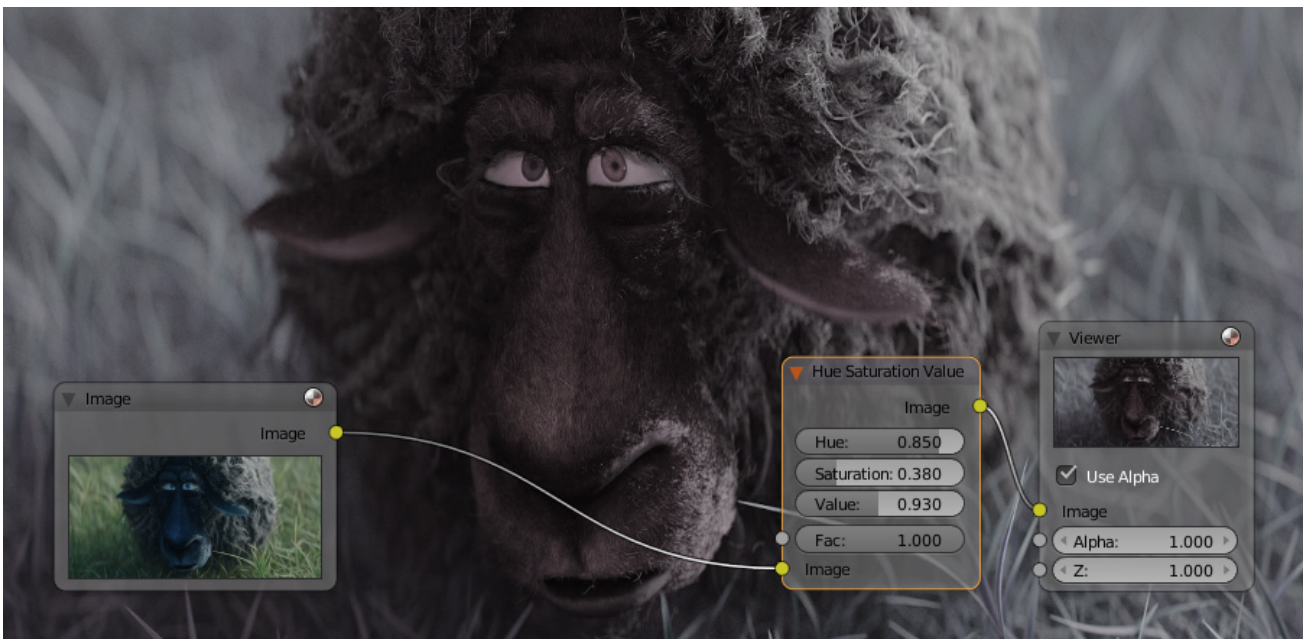 Image
Image
Hue Saturation Value
Image
Hue: 0.850
Saturation: 0.380
Value: 0.930
Fac: 1.000
Image
Viewer
Use Alpha
Image
Alpha: 1.000
Z: 1.000